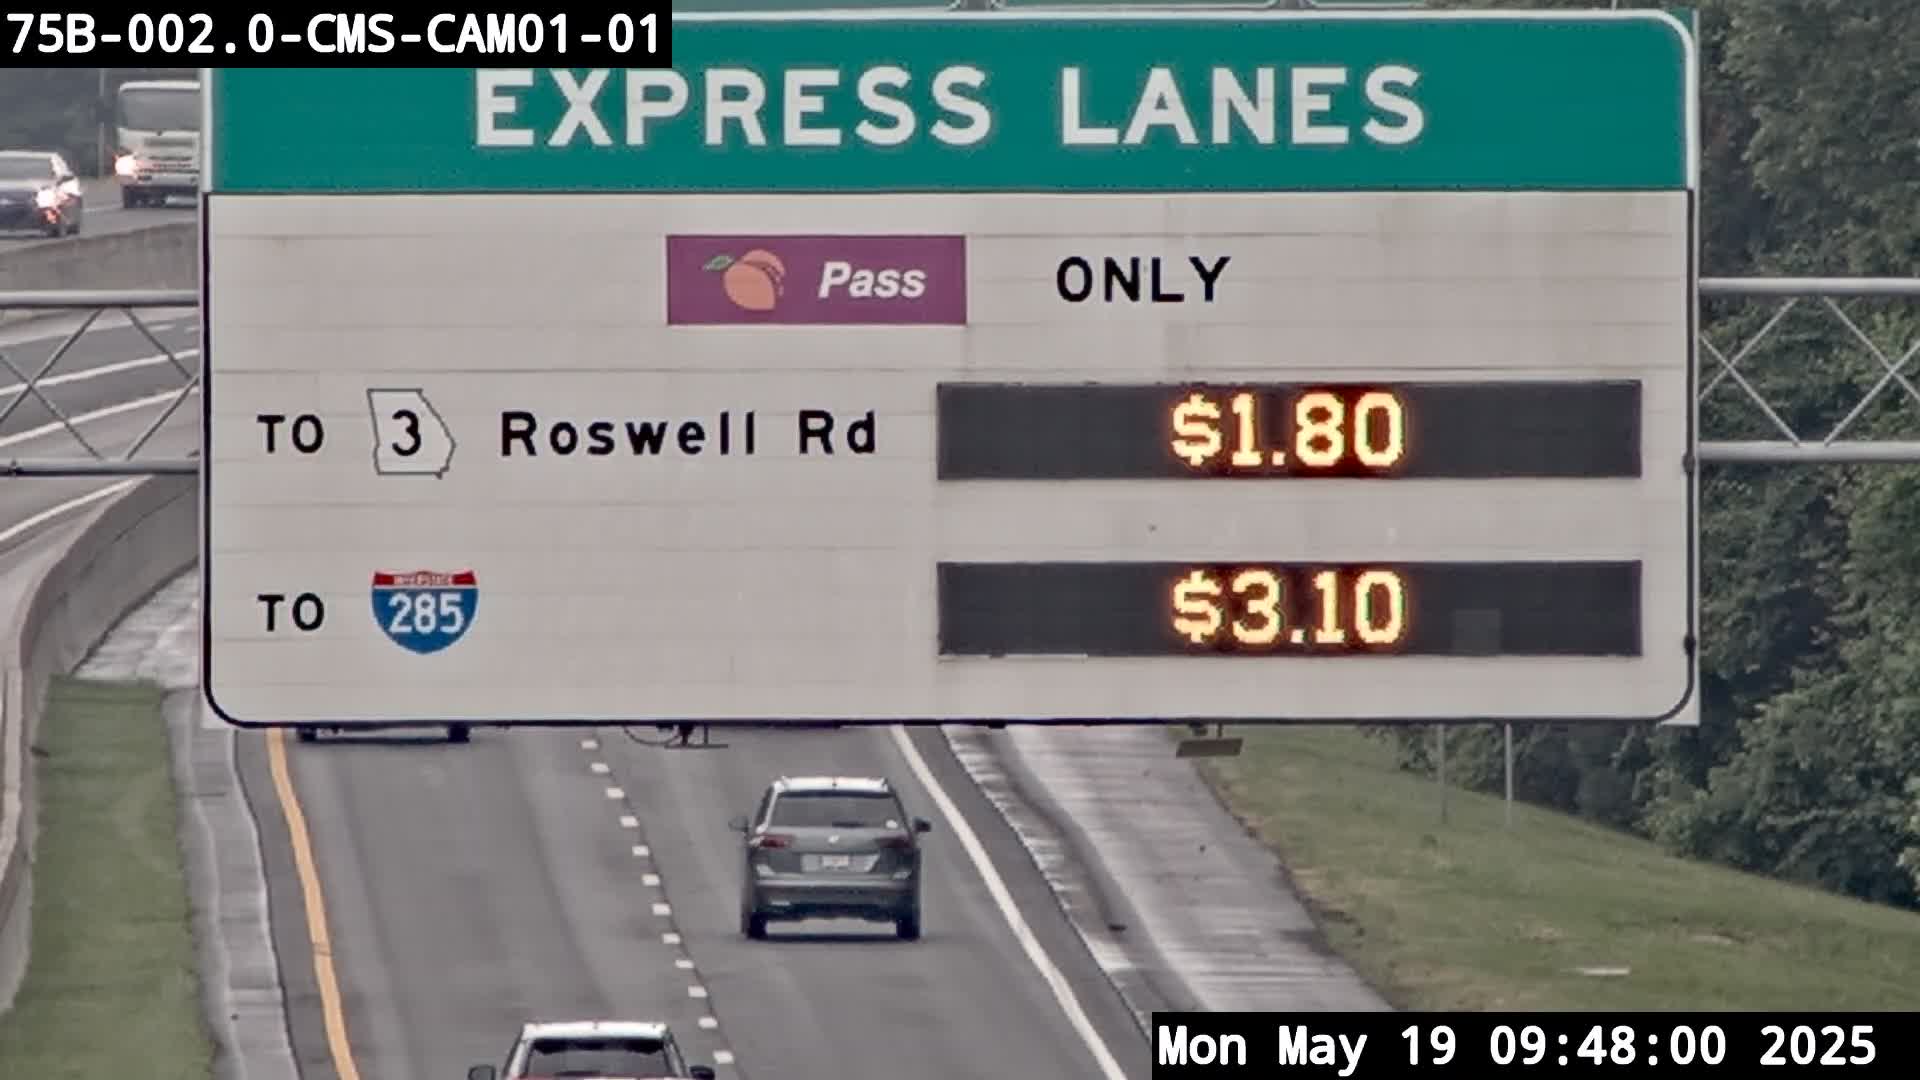 75B-002.0-CMS-CAM01-01
EXPRESS LANES
Pass ONLY
TO 3 Roswell Rd $1.80
TO INTERSTATE 285 $3.10
Mon May 19 09:48:00 2025